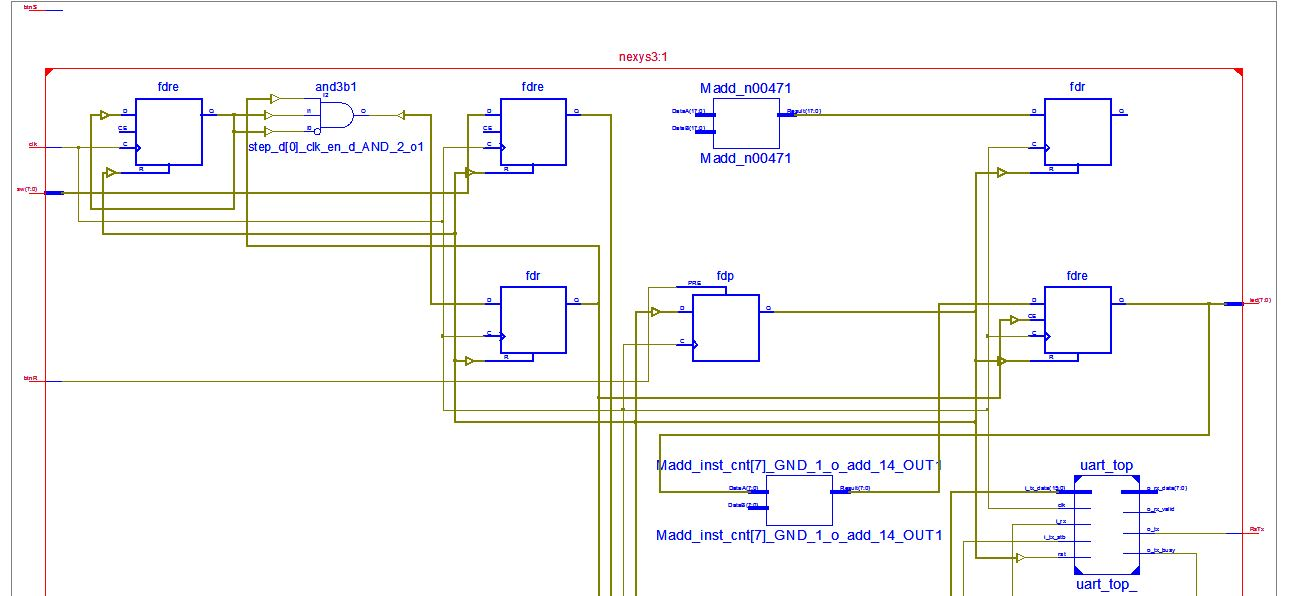 btnS
nexys3:1
fdre
and3b1
fdre
Madd_n00471
fdr
I2
D
Q
I1
O
D
Q
DataA(17:0)
Result(17:0)
D
Q
CE
I0
CE
DataB(17:0)
clk
C
step_d[0]_clk_en_d_AND_2_o1
C
Madd_n00471
C
R
R
R
sw(7:0)
fdr
fdp
fdre
PRE
D
Q
D
Q
D
Q
led(7:0)
CE
C
C
C
R
R
btnR
Madd_inst_cnt[7]_GND_1_o_add_14_OUT1
uart_top
DataA(7:0)
Result(7:0)
i_tx_data(15:0)
o_rx_data(7:0)
DataB(7:0)
clk
o_rx_valid
i_rx
Madd_inst_cnt[7]_GND_1_o_add_14_OUT1
i_tx_stb
o_tx
RsTx
rst
o_tx_busy
uart_top_